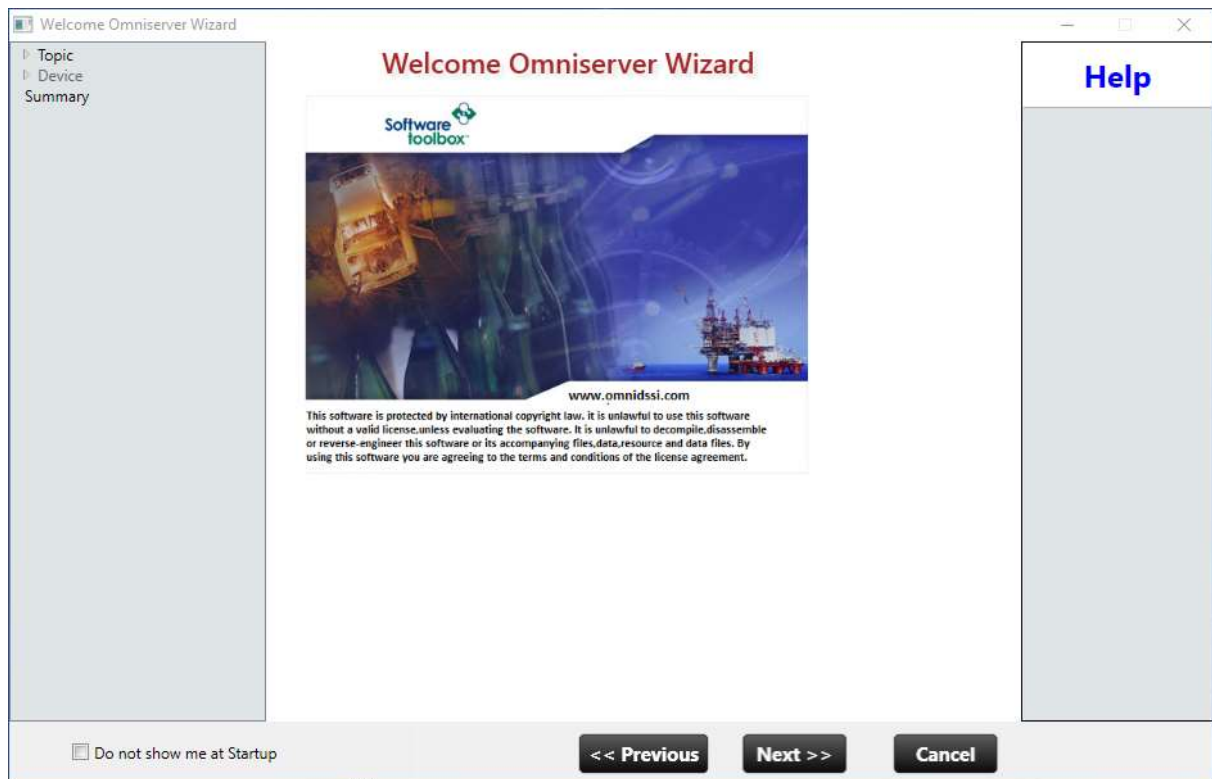 Welcome Omniserver Wizard
Topic
Device
Summary
Welcome Omniserver Wizard
Software
toolbox
www.omnidssi.com
This software is protected by international copyright law. it is unlawful to use this software
without a valid license,unless evaluating the software. It is unlawful to decompile,disassemble
or reverse-engineer this software or its accompanying files,data,resource and data files. By
using this software you are agreeing to the terms and conditions of the license agreement.
Help
Do not show me at Startup
<< Previous
Next >>
Cancel